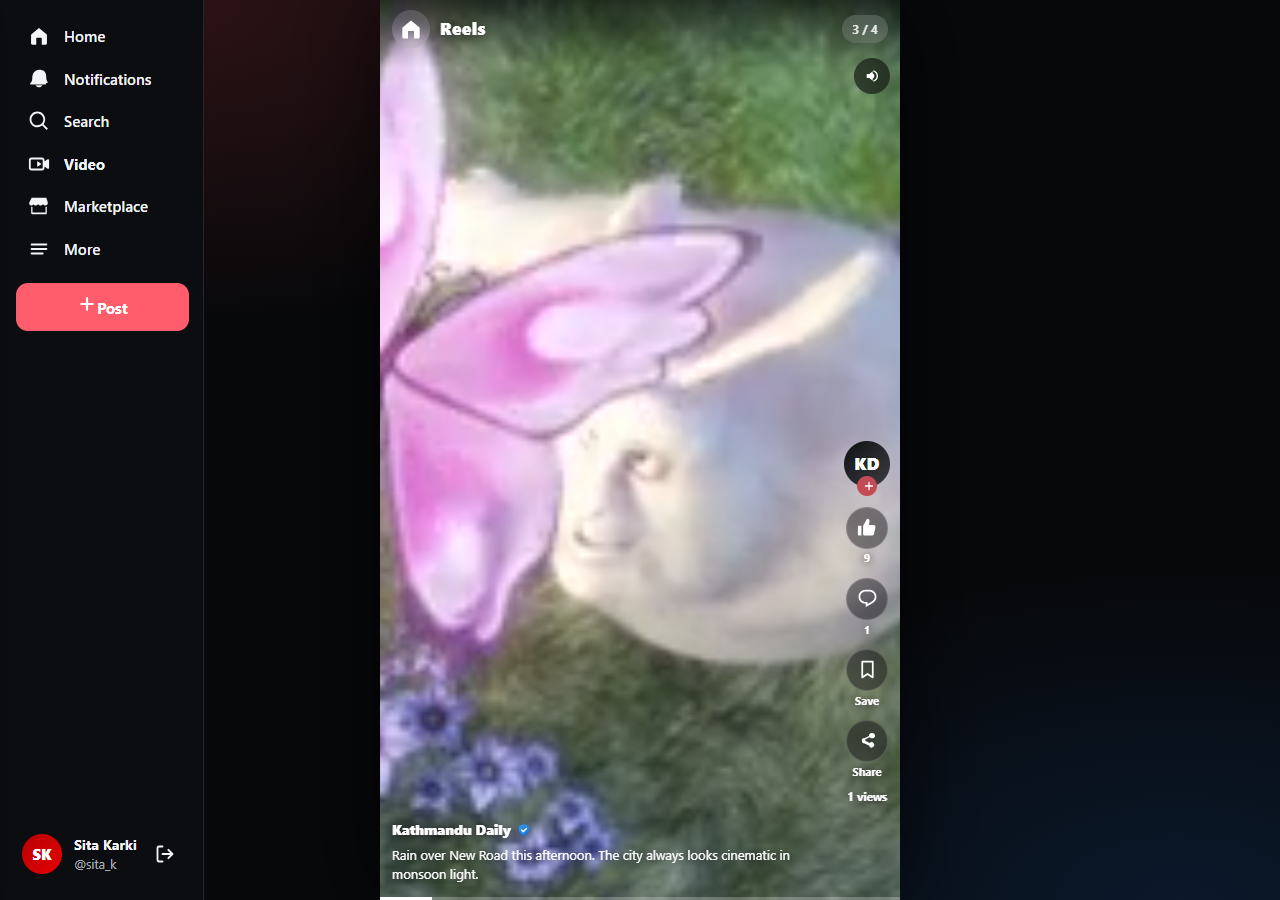 Home
Notifications
Search
Video
Marketplace
More
Post
SK
Sita Karki
@sita_k
Reels
3 / 4
KD
9
1
Save
Share
1 views
Kathmandu Daily
Rain over New Road this afternoon. The city always looks cinematic in
monsoon light.